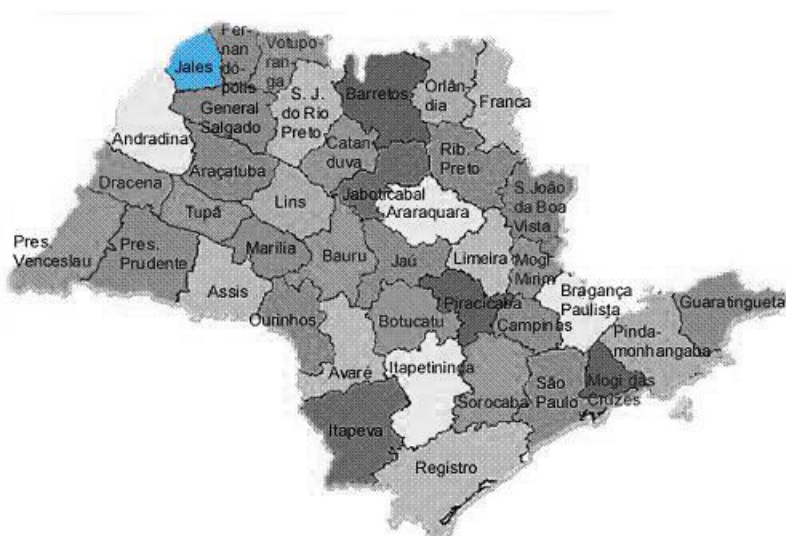 Fer-
nan
dó-
polis
Votupo-
ran-
ga
Jales
Barretos
Orlân-
dia
Franca
General
Salgado
S. J.
do Rio
Preto
Andradina
Catan
duva
Rib.
Preto
Dracena
Araçatuba
Jaboticabal
S.João
da Boa
Vista
Tupã
Lins
Araraquara
Pres.
Venceslau
Pres.
Prudente
Marília
Bauru
Jaú
Limeira
Mogi
Mirim
Assis
Piracicaba
Bragança
Paulista
Guaratinguetá
Ourinhos
Botucatu
Campinas
Pinda-
monhangaba
Avaré
Itapetininga
Sorocaba
São
Paulo
Mogi das
Cruzes
Itapeva
Registro